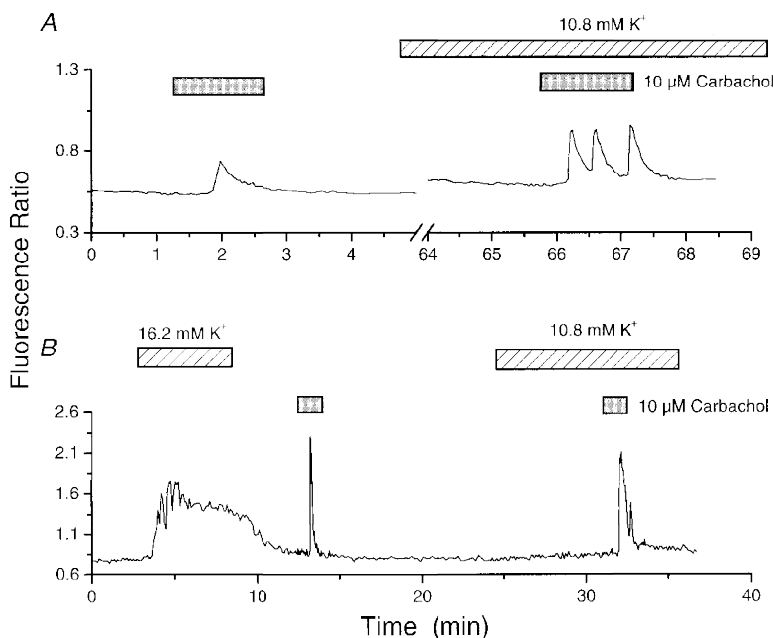 A
10.8 mM K⁺
10 µM Carbachol
1.3
0.8
0.3
0 1 2 3 4 64 65 66 67 68 69
Fluorescence Ratio
B
16.2 mM K⁺
10.8 mM K⁺
10 µM Carbachol
2.6
2.1
1.6
1.1
0.6
0 10 20 30 40
Time (min)